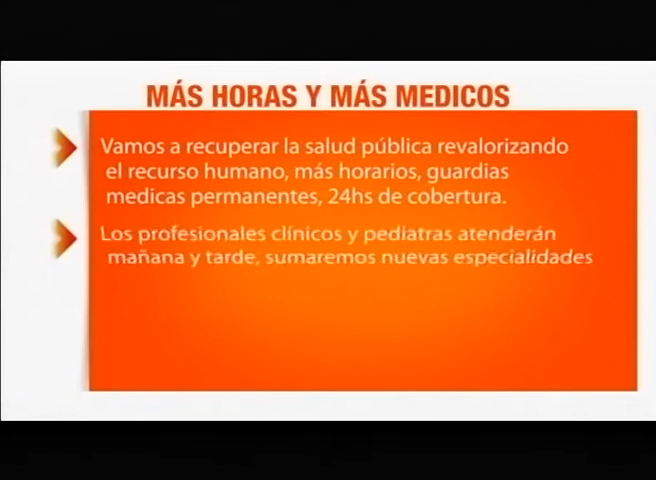 MÁS HORAS Y MÁS MEDICOS
Vamos a recuperar la salud pública revalorizando
el recurso humano, más horarios, guardias
medicas permanentes, 24hs de cobertura.
Los profesionales clínicos y pediatras atenderán
mañana y tarde, sumaremos nuevas especialidades